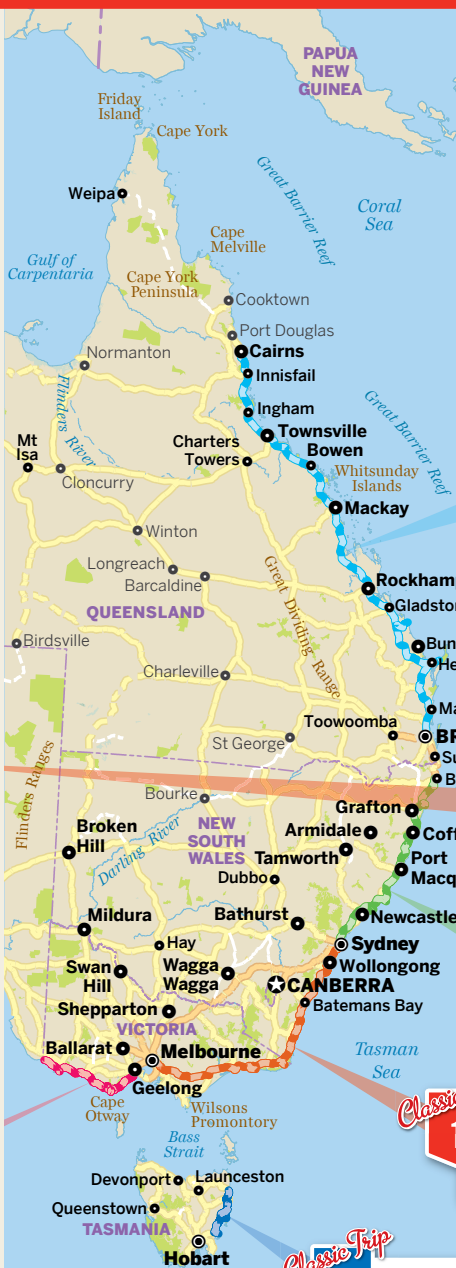 PAPUA
NEW
GUINEA
Friday
Island
Cape York
Great Barrier Reef
Weipa
Coral
Sea
Cape
Melville
Gulf of
Carpentaria
Cape York
Peninsula
Cooktown
Port Douglas
Cairns
Normanton
Innisfail
Flinders
River
Ingham
Great Barrier Reef
Townsville
Mt
Isa
Charters
Towers
Bowen
Whitsunday
Islands
Cloncurry
Mackay
Winton
Longreach
Barcaldine
Great Dividing Range
Rockhamp
Gladsto
QUEENSLAND
Birdsville
Bun
He
Charleville
Ma
Toowoomba
St George
BR
Su
B
Flinders Ranges
Bourke
Grafton
Broken
Hill
Darling River
NEW
SOUTH
WALES
Armidale
Coff
Tamworth
Port
Macq
Dubbo
Mildura
Bathurst
Newcastle
Hay
Sydney
Swan
Hill
Wagga
Wagga
Wollongong
CANBERRA
Batemans Bay
Shepparton
VICTORIA
Ballarat
Melbourne
Tasman
Sea
Geelong
Cape
Otway
Wilsons
Promontory
Classic
1
Bass
Strait
Devonport
Launceston
Queenstown
TASMANIA
Hobart
Classic Trip